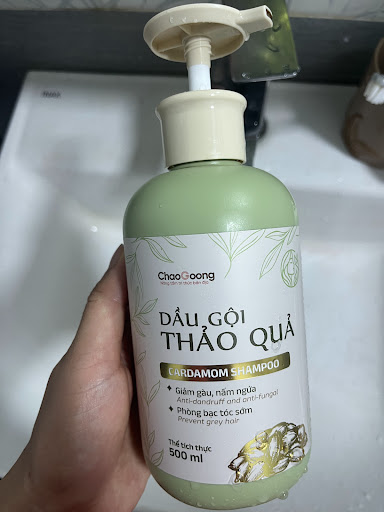 ChaoGoong
DẦU GỘI
THẢO QUẢ
CARDAMOM SHAMPOO
Giảm gàu, nấm ngứa
Anti-dandruff and anti-fungal
Phòng bạc tóc sớm
Prevent grey hair
Thể tích thực
500 ml